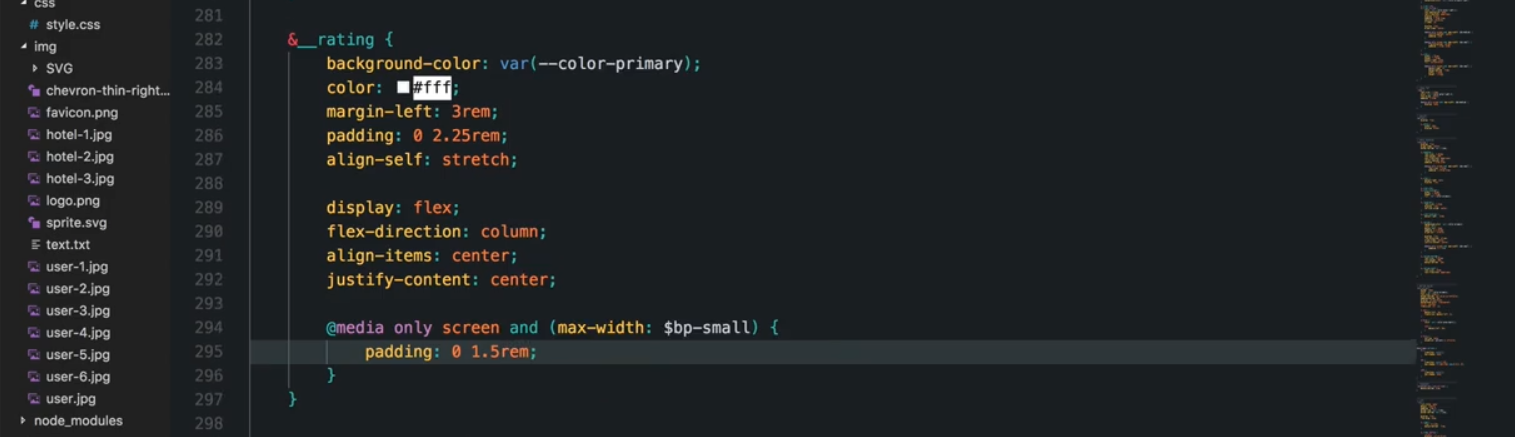 css
style.css
img
SVG
chevron-thin-right...
favicon.png
hotel-1.jpg
hotel-2.jpg
hotel-3.jpg
logo.png
sprite.svg
text.txt
user-1.jpg
user-2.jpg
user-3.jpg
user-4.jpg
user-5.jpg
user-6.jpg
user.jpg
node_modules
281
282 &__rating {
283 background-color: var(--color-primary);
284 color: #fff;
285 margin-left: 3rem;
286 padding: 0 2.25rem;
287 align-self: stretch;
288
289 display: flex;
290 flex-direction: column;
291 align-items: center;
292 justify-content: center;
293
294 @media only screen and (max-width: $bp-small) {
295 padding: 0 1.5rem;
296 }
297 }
298